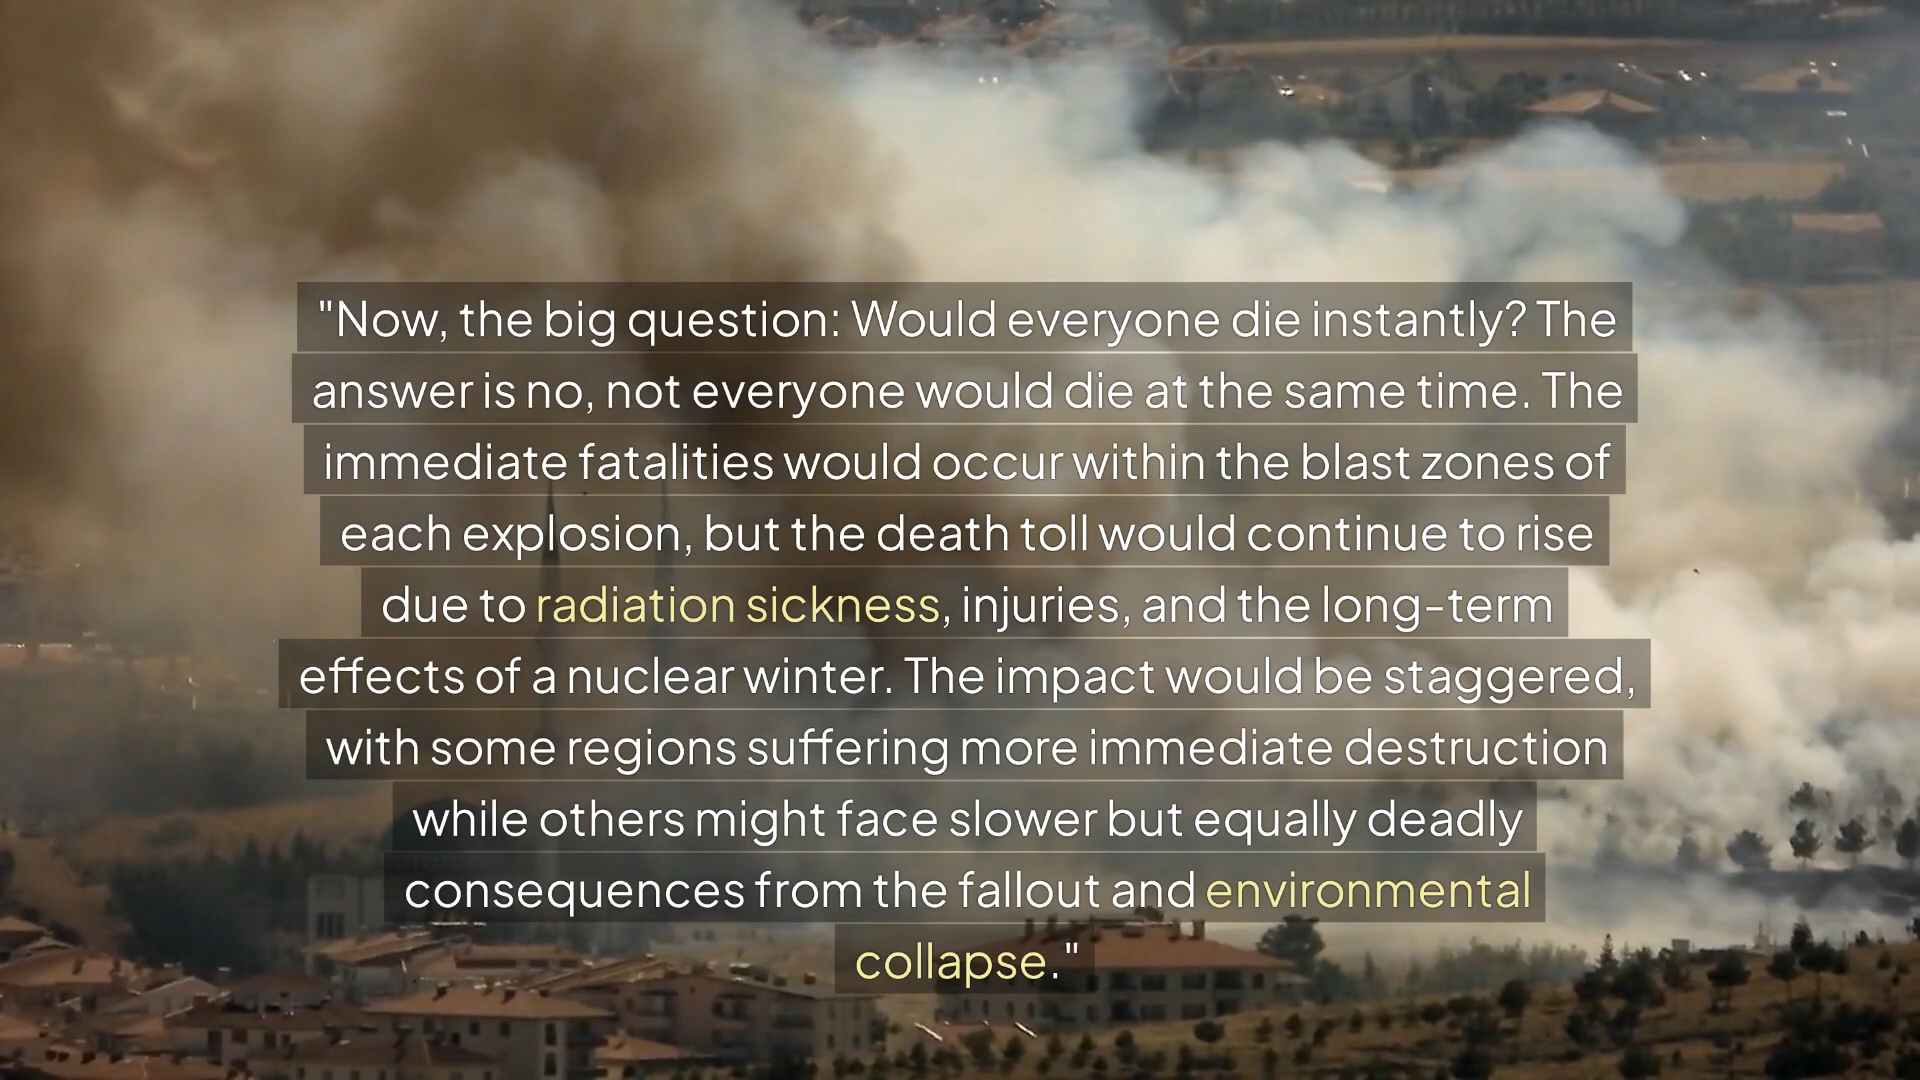 "Now, the big question: Would everyone die instantly? The
answer is no, not everyone would die at the same time. The
immediate fatalities would occur within the blast zones of
each explosion, but the death toll would continue to rise
due to radiation sickness, injuries, and the long-term
effects of a nuclear winter. The impact would be staggered,
with some regions suffering more immediate destruction
while others might face slower but equally deadly
consequences from the fallout and environmental
collapse."